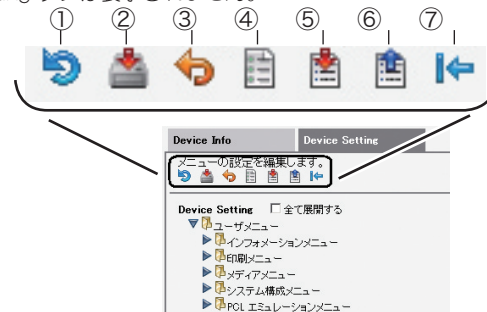 ① ② ③ ④ ⑤ ⑥ ⑦
Device Info Device Setting
メニューの設定を編集します。
Device Setting 全て展開する
ユーザメニュー
インフォメーションメニュー
印刷メニュー
メディアメニュー
システム構成メニュー
PCL エミュレーションメニュー